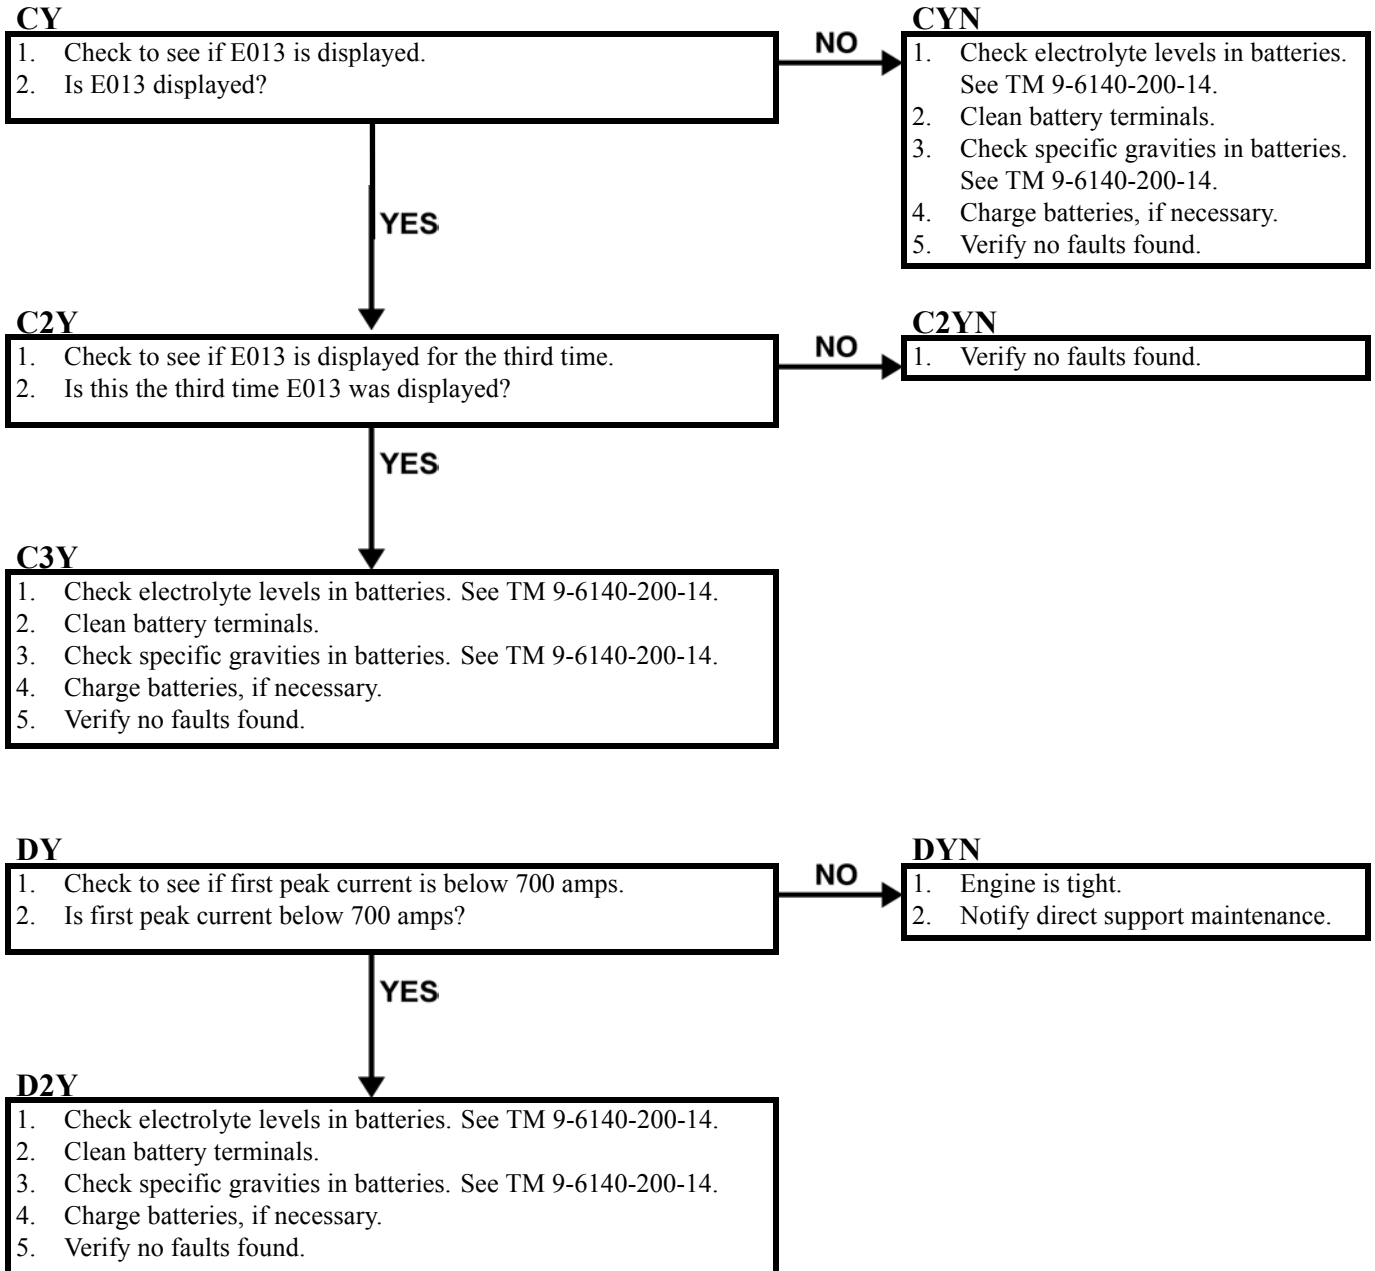 CY
1. Check to see if E013 is displayed.
2. Is E013 displayed?
NO
CYN
1. Check electrolyte levels in batteries.
See TM 9-6140-200-14.
2. Clean battery terminals.
3. Check specific gravities in batteries.
See TM 9-6140-200-14.
4. Charge batteries, if necessary.
5. Verify no faults found.
YES
C2Y
1. Check to see if E013 is displayed for the third time.
2. Is this the third time E013 was displayed?
NO
C2YN
1. Verify no faults found.
YES
C3Y
1. Check electrolyte levels in batteries. See TM 9-6140-200-14.
2. Clean battery terminals.
3. Check specific gravities in batteries. See TM 9-6140-200-14.
4. Charge batteries, if necessary.
5. Verify no faults found.
DY
1. Check to see if first peak current is below 700 amps.
2. Is first peak current below 700 amps?
NO
DYN
1. Engine is tight.
2. Notify direct support maintenance.
YES
D2Y
1. Check electrolyte levels in batteries. See TM 9-6140-200-14.
2. Clean battery terminals.
3. Check specific gravities in batteries. See TM 9-6140-200-14.
4. Charge batteries, if necessary.
5. Verify no faults found.